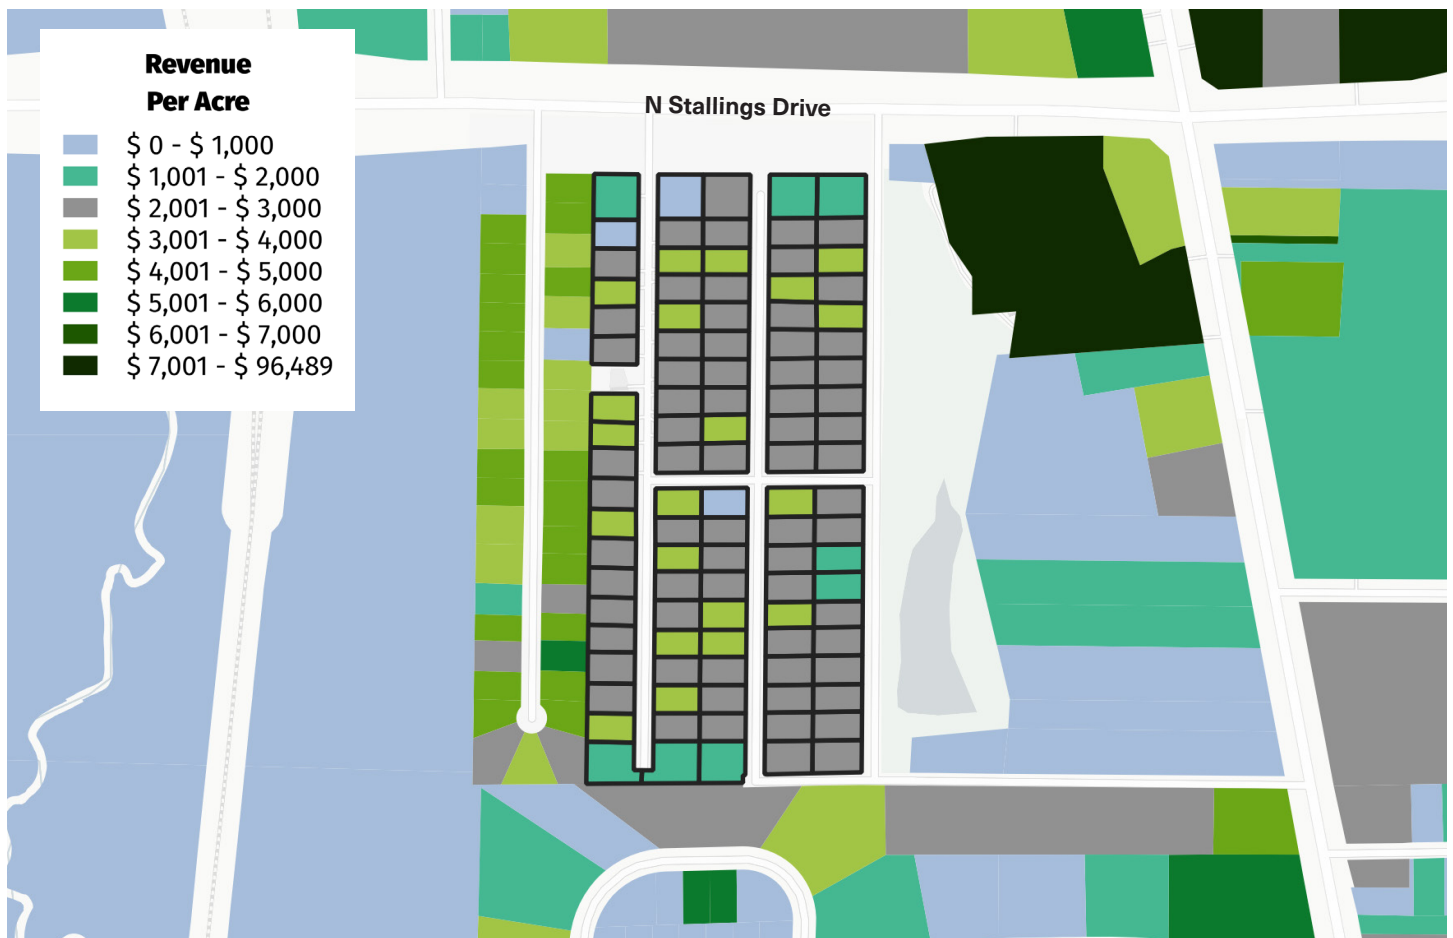 Revenue
Per Acre
$ 0 - $ 1,000
$ 1,001 - $ 2,000
$ 2,001 - $ 3,000
$ 3,001 - $ 4,000
$ 4,001 - $ 5,000
$ 5,001 - $ 6,000
$ 6,001 - $ 7,000
$ 7,001 - $ 96,489
N Stallings Drive